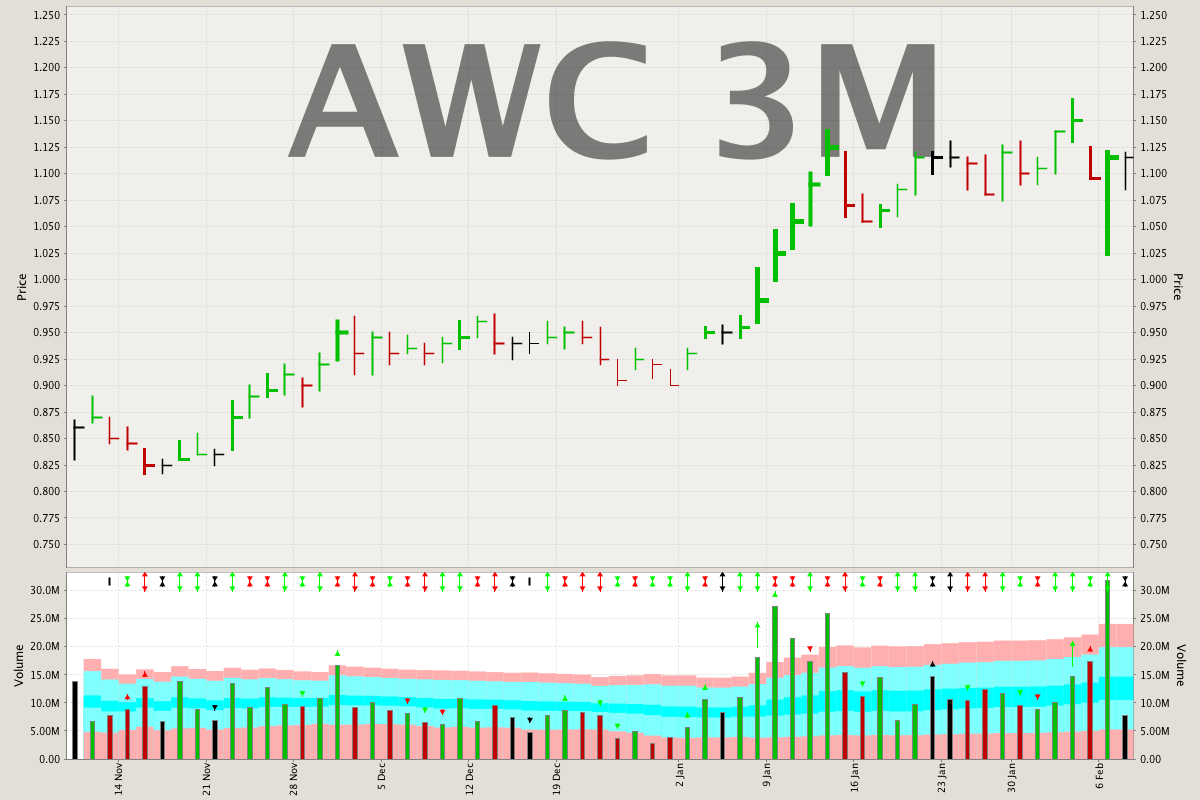 AWC 3M
1.250
1.225
1.200
1.175
1.150
1.125
1.100
1.075
1.050
1.025
1.000
0.975
0.950
0.925
0.900
0.875
0.850
0.825
0.800
0.775
0.750
Price
1.250
1.225
1.200
1.175
1.150
1.125
1.100
1.075
1.050
1.025
1.000
0.975
0.950
0.925
0.900
0.875
0.850
0.825
0.800
0.775
0.750
Price
30.0M
25.0M
20.0M
15.0M
10.0M
5.00M
0.00
Volume
30.0M
25.0M
20.0M
15.0M
10.0M
5.00M
0.00
Volume
14 Nov
21 Nov
28 Nov
5 Dec
12 Dec
19 Dec
2 Jan
9 Jan
16 Jan
23 Jan
30 Jan
6 Feb